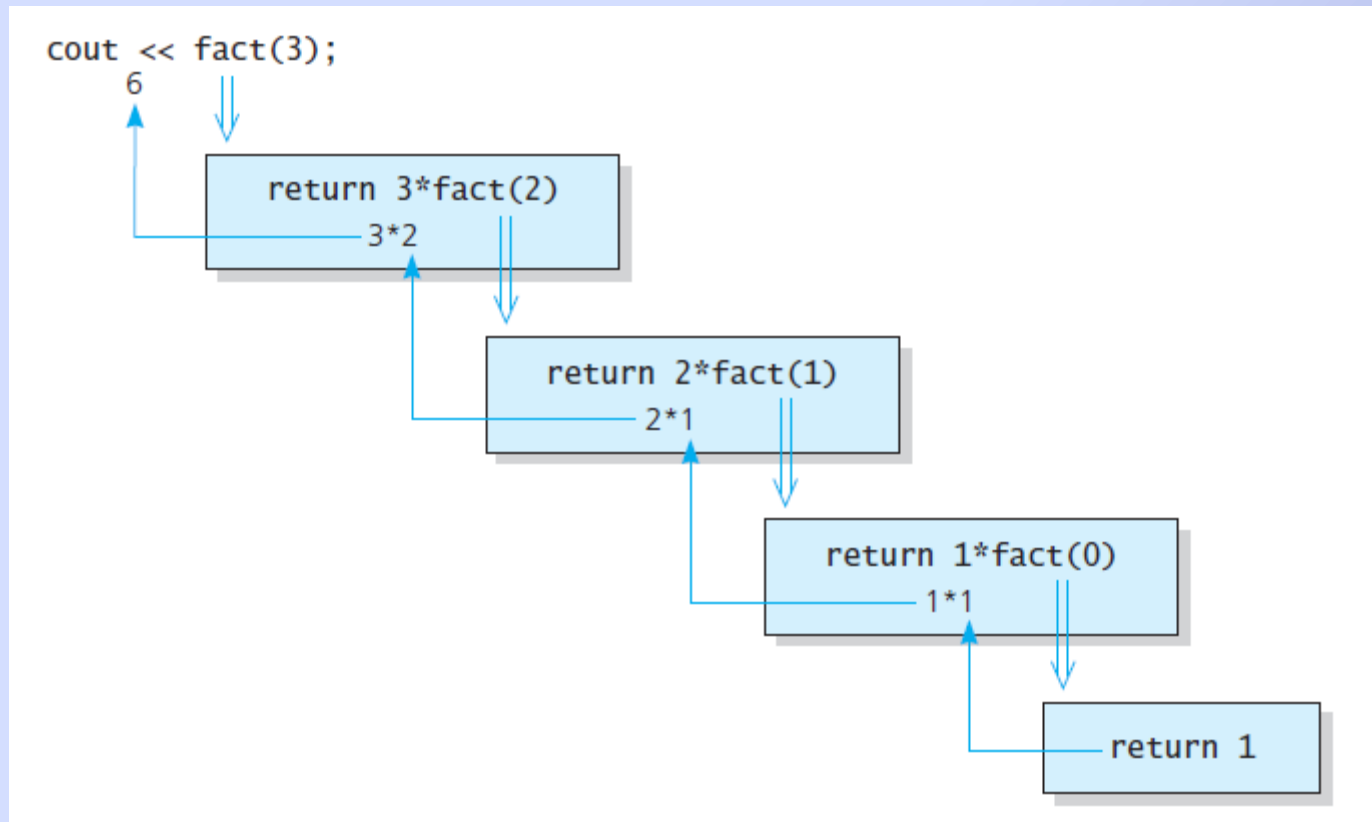 cout << fact(3);
6
return 3*fact(2)
3*2
return 2*fact(1)
2*1
return 1*fact(0)
1*1
return 1